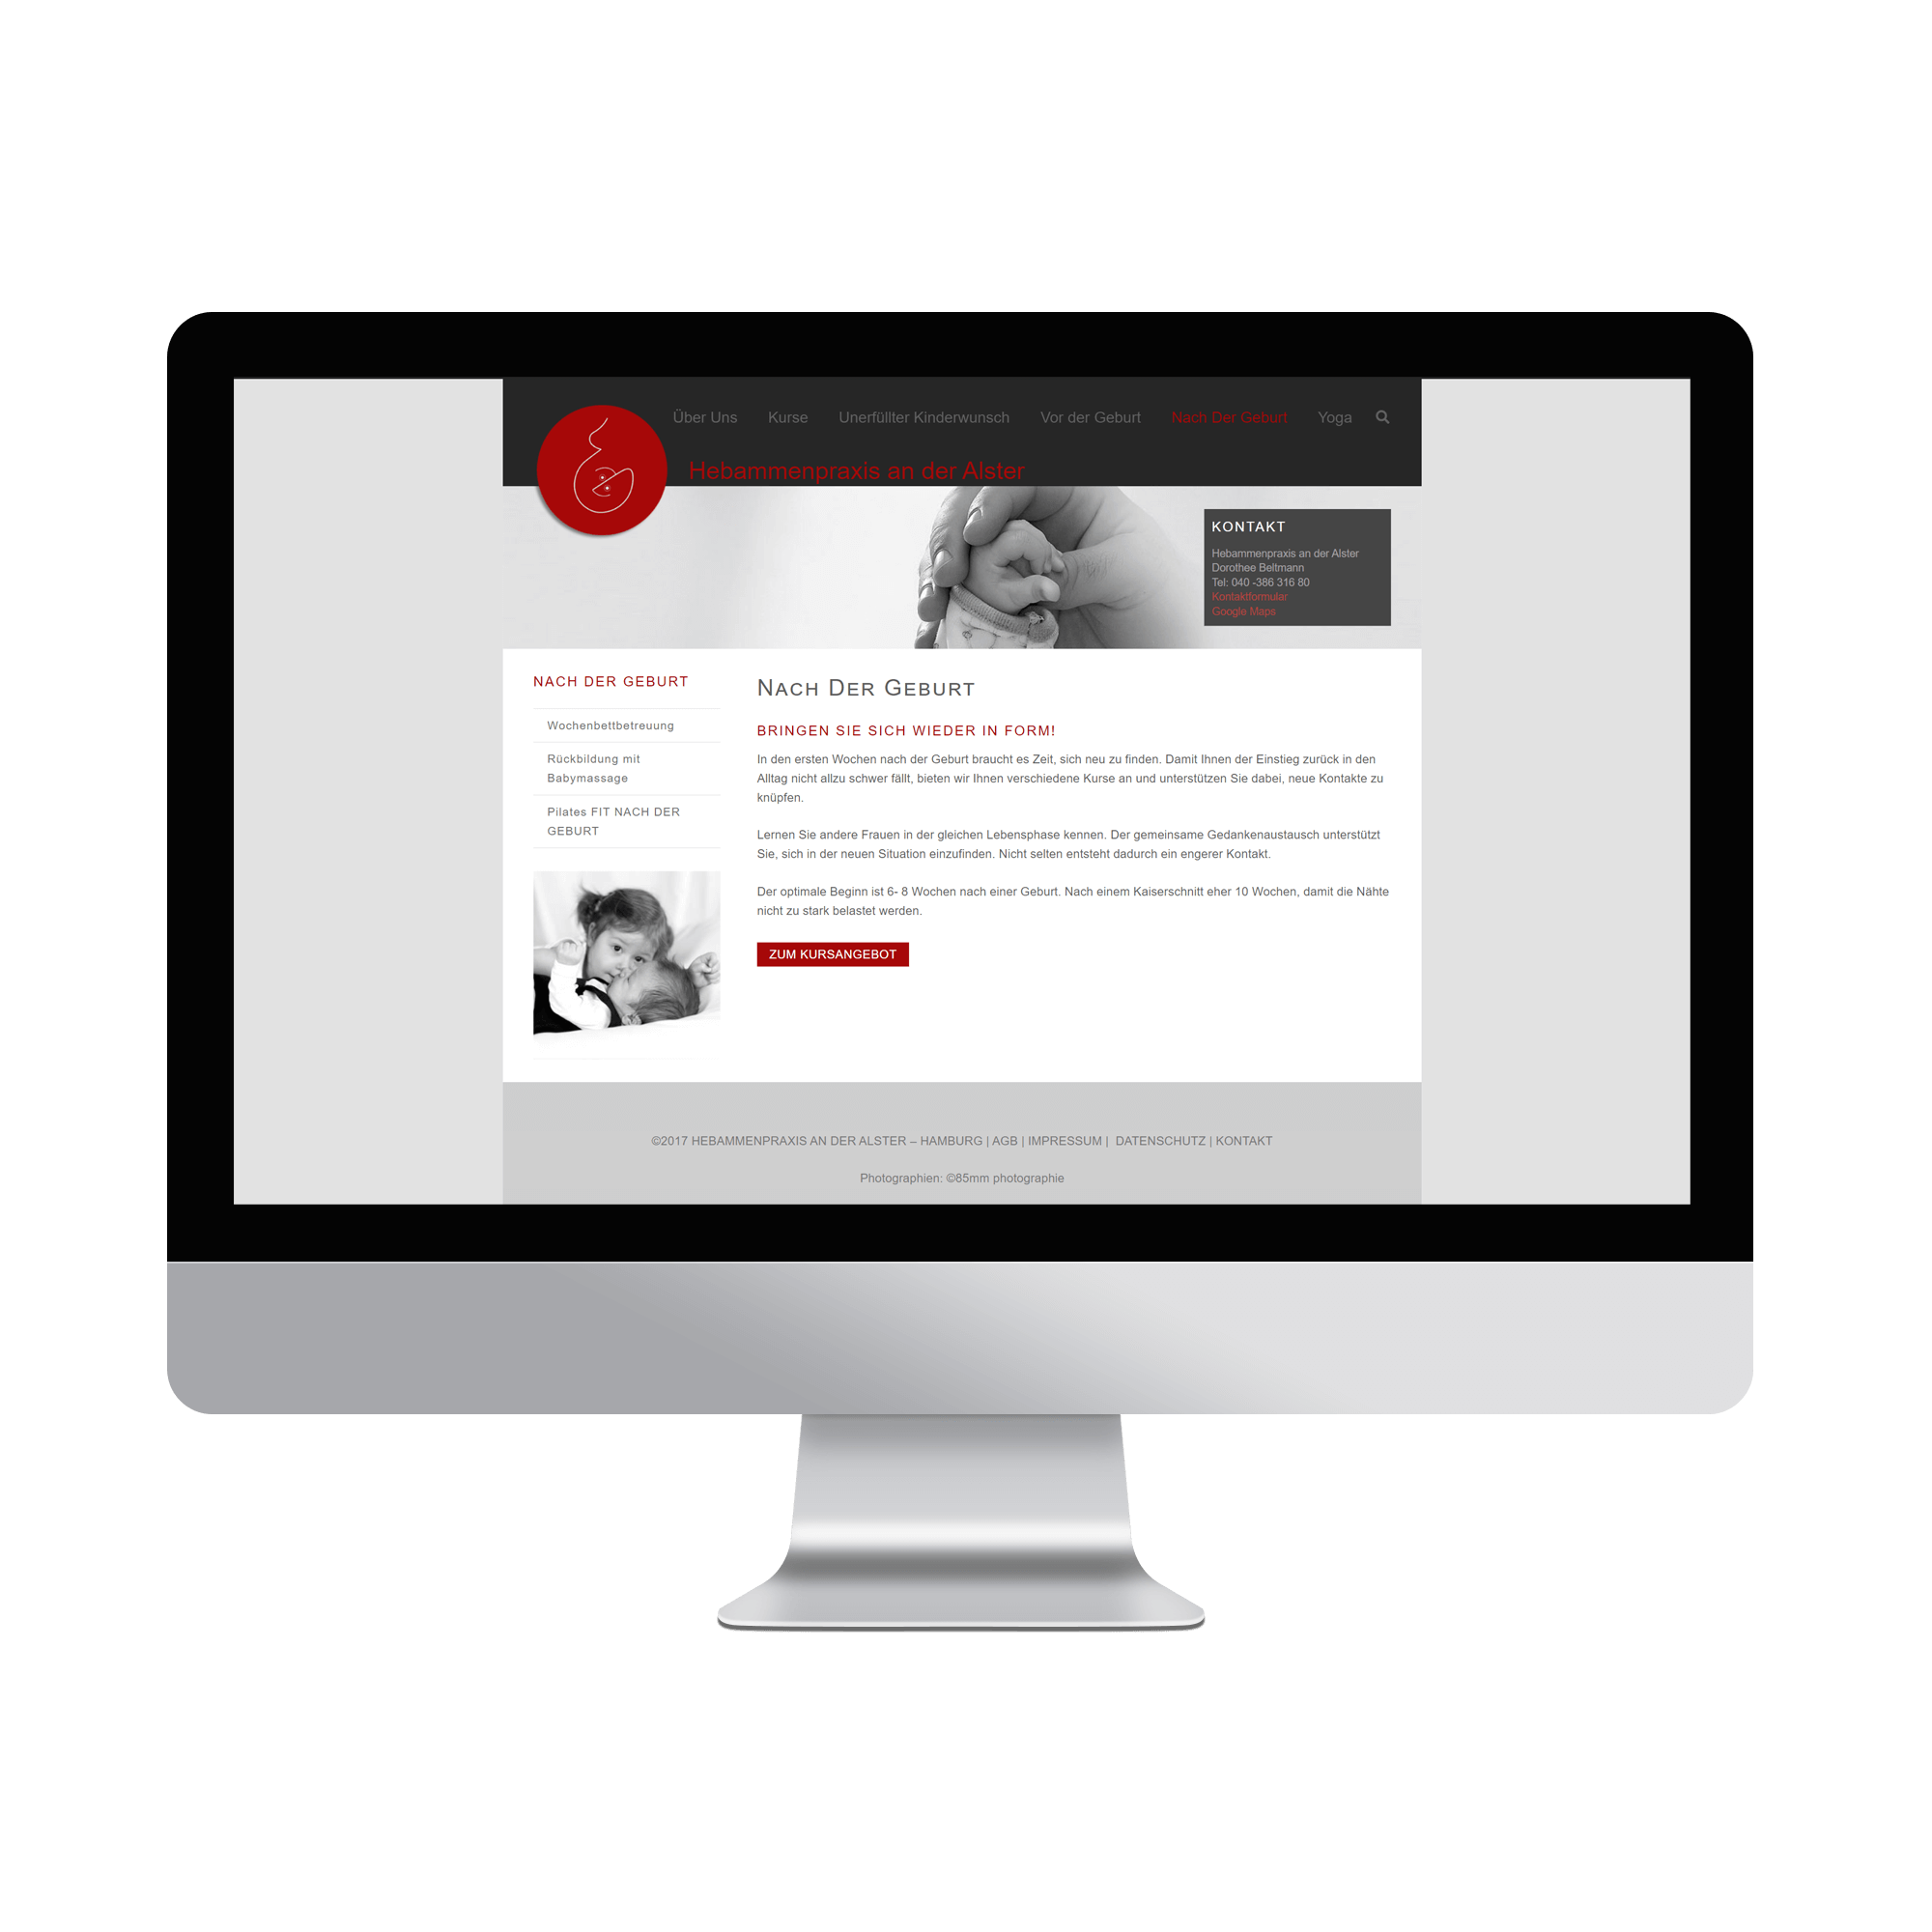 Über Uns Kurse Unerfüllter Kinderwunsch Vor der Geburt Nach Der Geburt Yoga
Hebammenpraxis an der Alster
KONTAKT
Hebammenpraxis an der Alster
Dorothee Beltmann
Tel: 040 -386 316 80
Kontaktformular
Google Maps
NACH DER GEBURT
Wochenbettbetreuung
Rückbildung mit
Babymassage
Pilates FIT NACH DER
GEBURT
NACH DER GEBURT
BRINGEN SIE SICH WIEDER IN FORM!
In den ersten Wochen nach der Geburt braucht es Zeit, sich neu zu finden. Damit Ihnen der Einstieg zurück in den
Alltag nicht allzu schwer fällt, bieten wir Ihnen verschiedene Kurse an und unterstützen Sie dabei, neue Kontakte zu
knüpfen.
Lernen Sie andere Frauen in der gleichen Lebensphase kennen. Der gemeinsame Gedankenaustausch unterstützt
Sie, sich in der neuen Situation einzufinden. Nicht selten entsteht dadurch ein engerer Kontakt.
Der optimale Beginn ist 6- 8 Wochen nach einer Geburt. Nach einem Kaiserschnitt eher 10 Wochen, damit die Nähte
nicht zu stark belastet werden.
ZUM KURSANGEBOT
©2017 HEBAMMENPRAXIS AN DER ALSTER – HAMBURG | AGB | IMPRESSUM | DATENSCHUTZ | KONTAKT
Photographien: ©85mm photographie